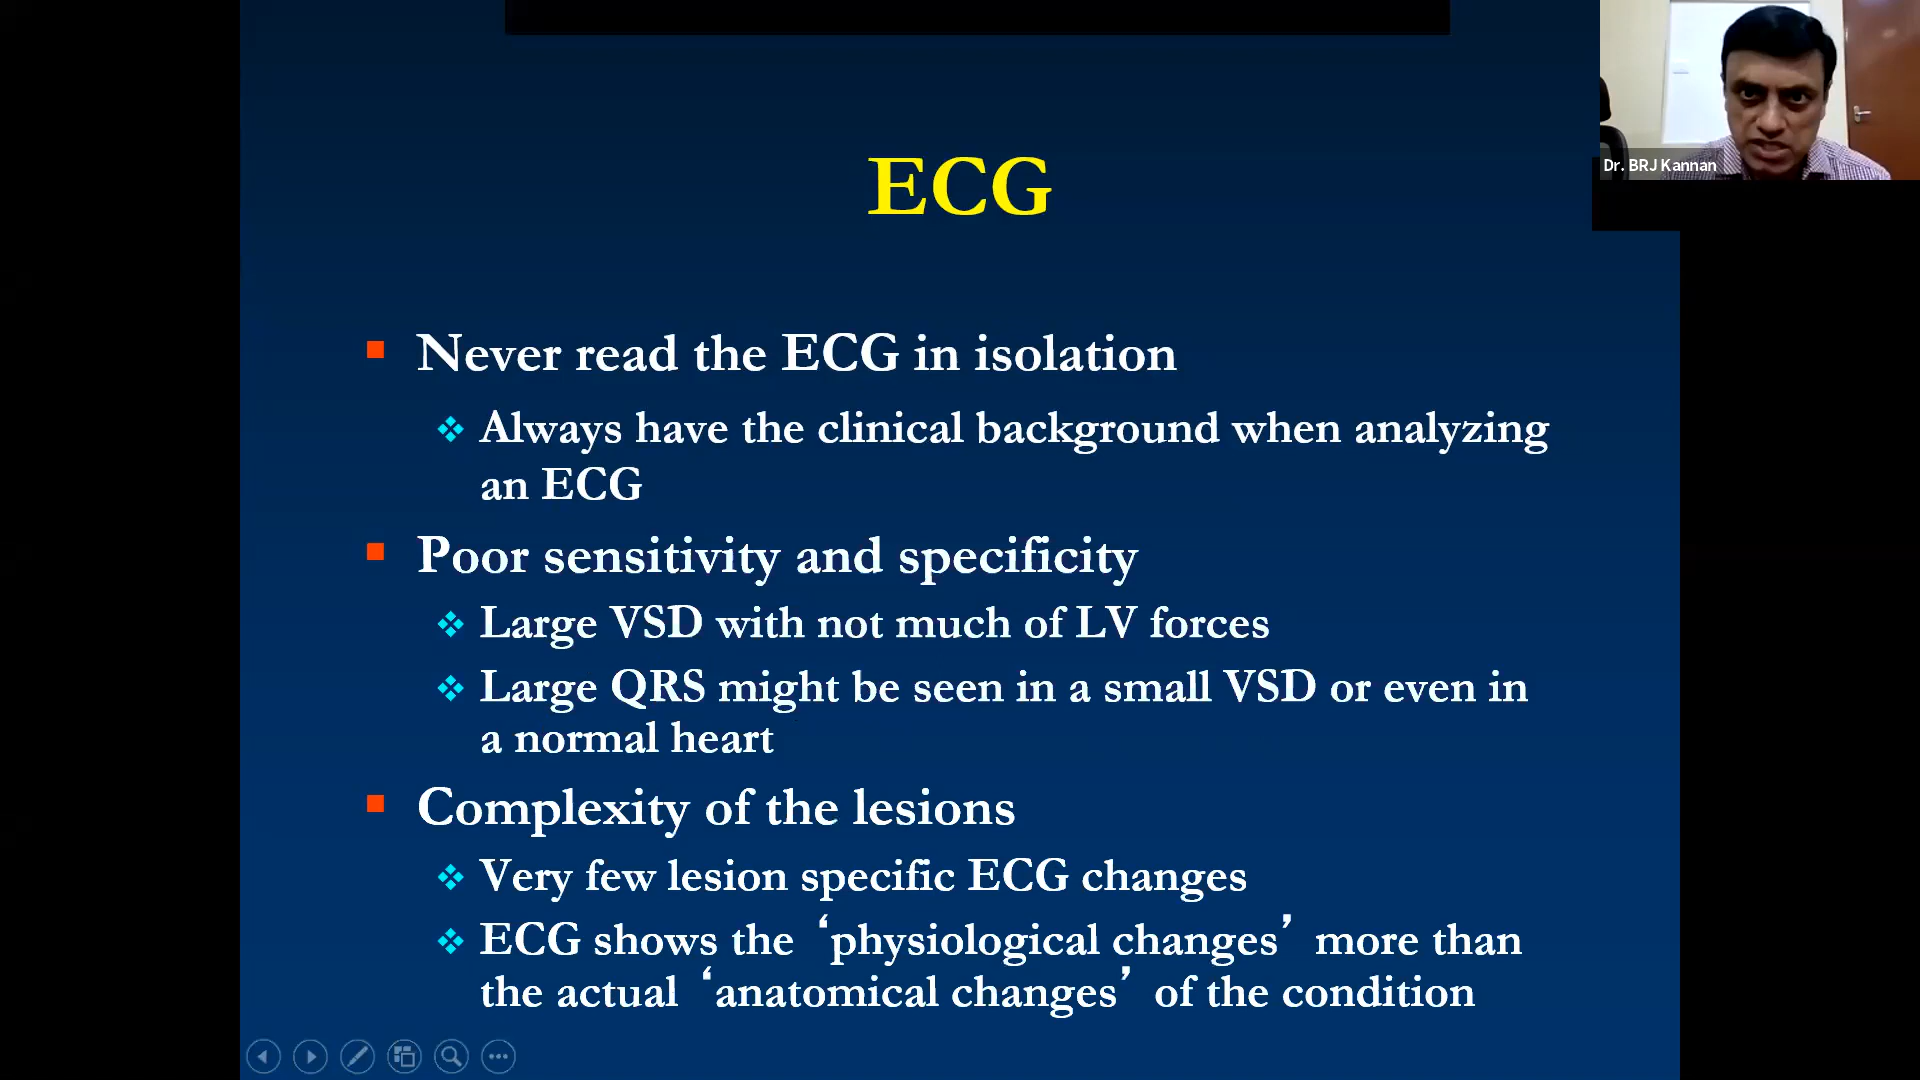 ECG
Dr. BRJ Kannan
Never read the ECG in isolation
Always have the clinical background when analyzing
an ECG
Poor sensitivity and specificity
Large VSD with not much of LV forces
Large QRS might be seen in a small VSD or even in
a normal heart
Complexity of the lesions
Very few lesion specific ECG changes
ECG shows the ‘physiological changes’ more than
the actual ‘anatomical changes’ of the condition